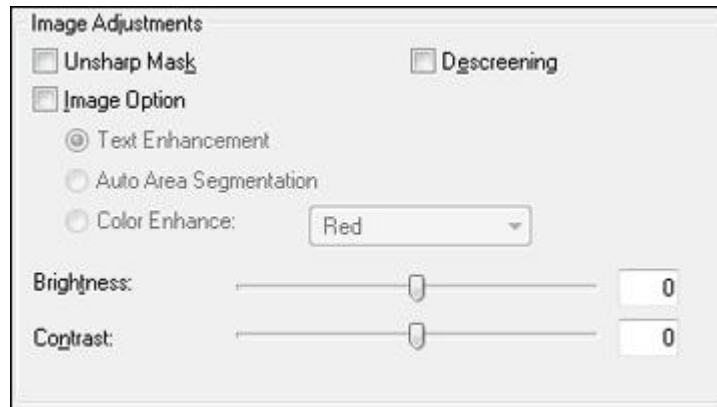 Image Adjustments
Unsharp Mask Descreening
Image Option
Text Enhancement
Auto Area Segmentation
Color Enhance: Red
Brightness: 0
Contrast: 0